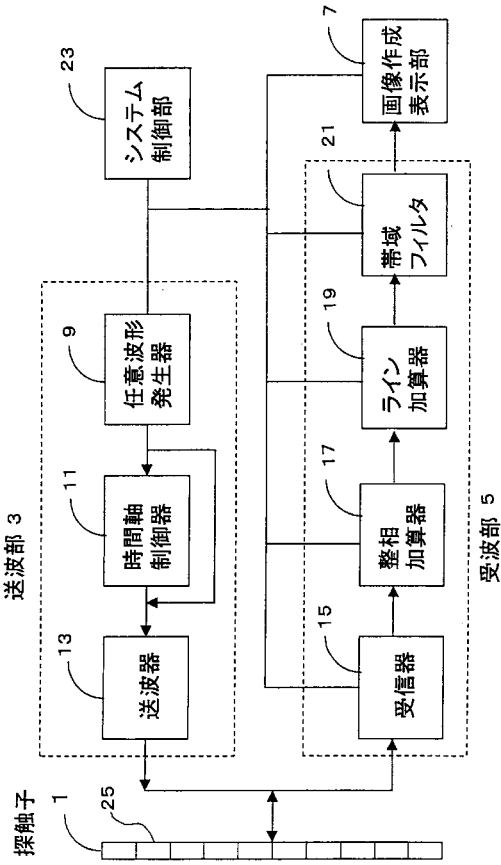 探触子
1
25
送波部 3
13
送波器
11
時間軸
制御器
9
任意波形
発生器
23
システム
制御部
15
受信器
17
整相
加算器
19
ライン
加算器
21
帯域
フィルタ
7
画像作成
表示部
受波部 5